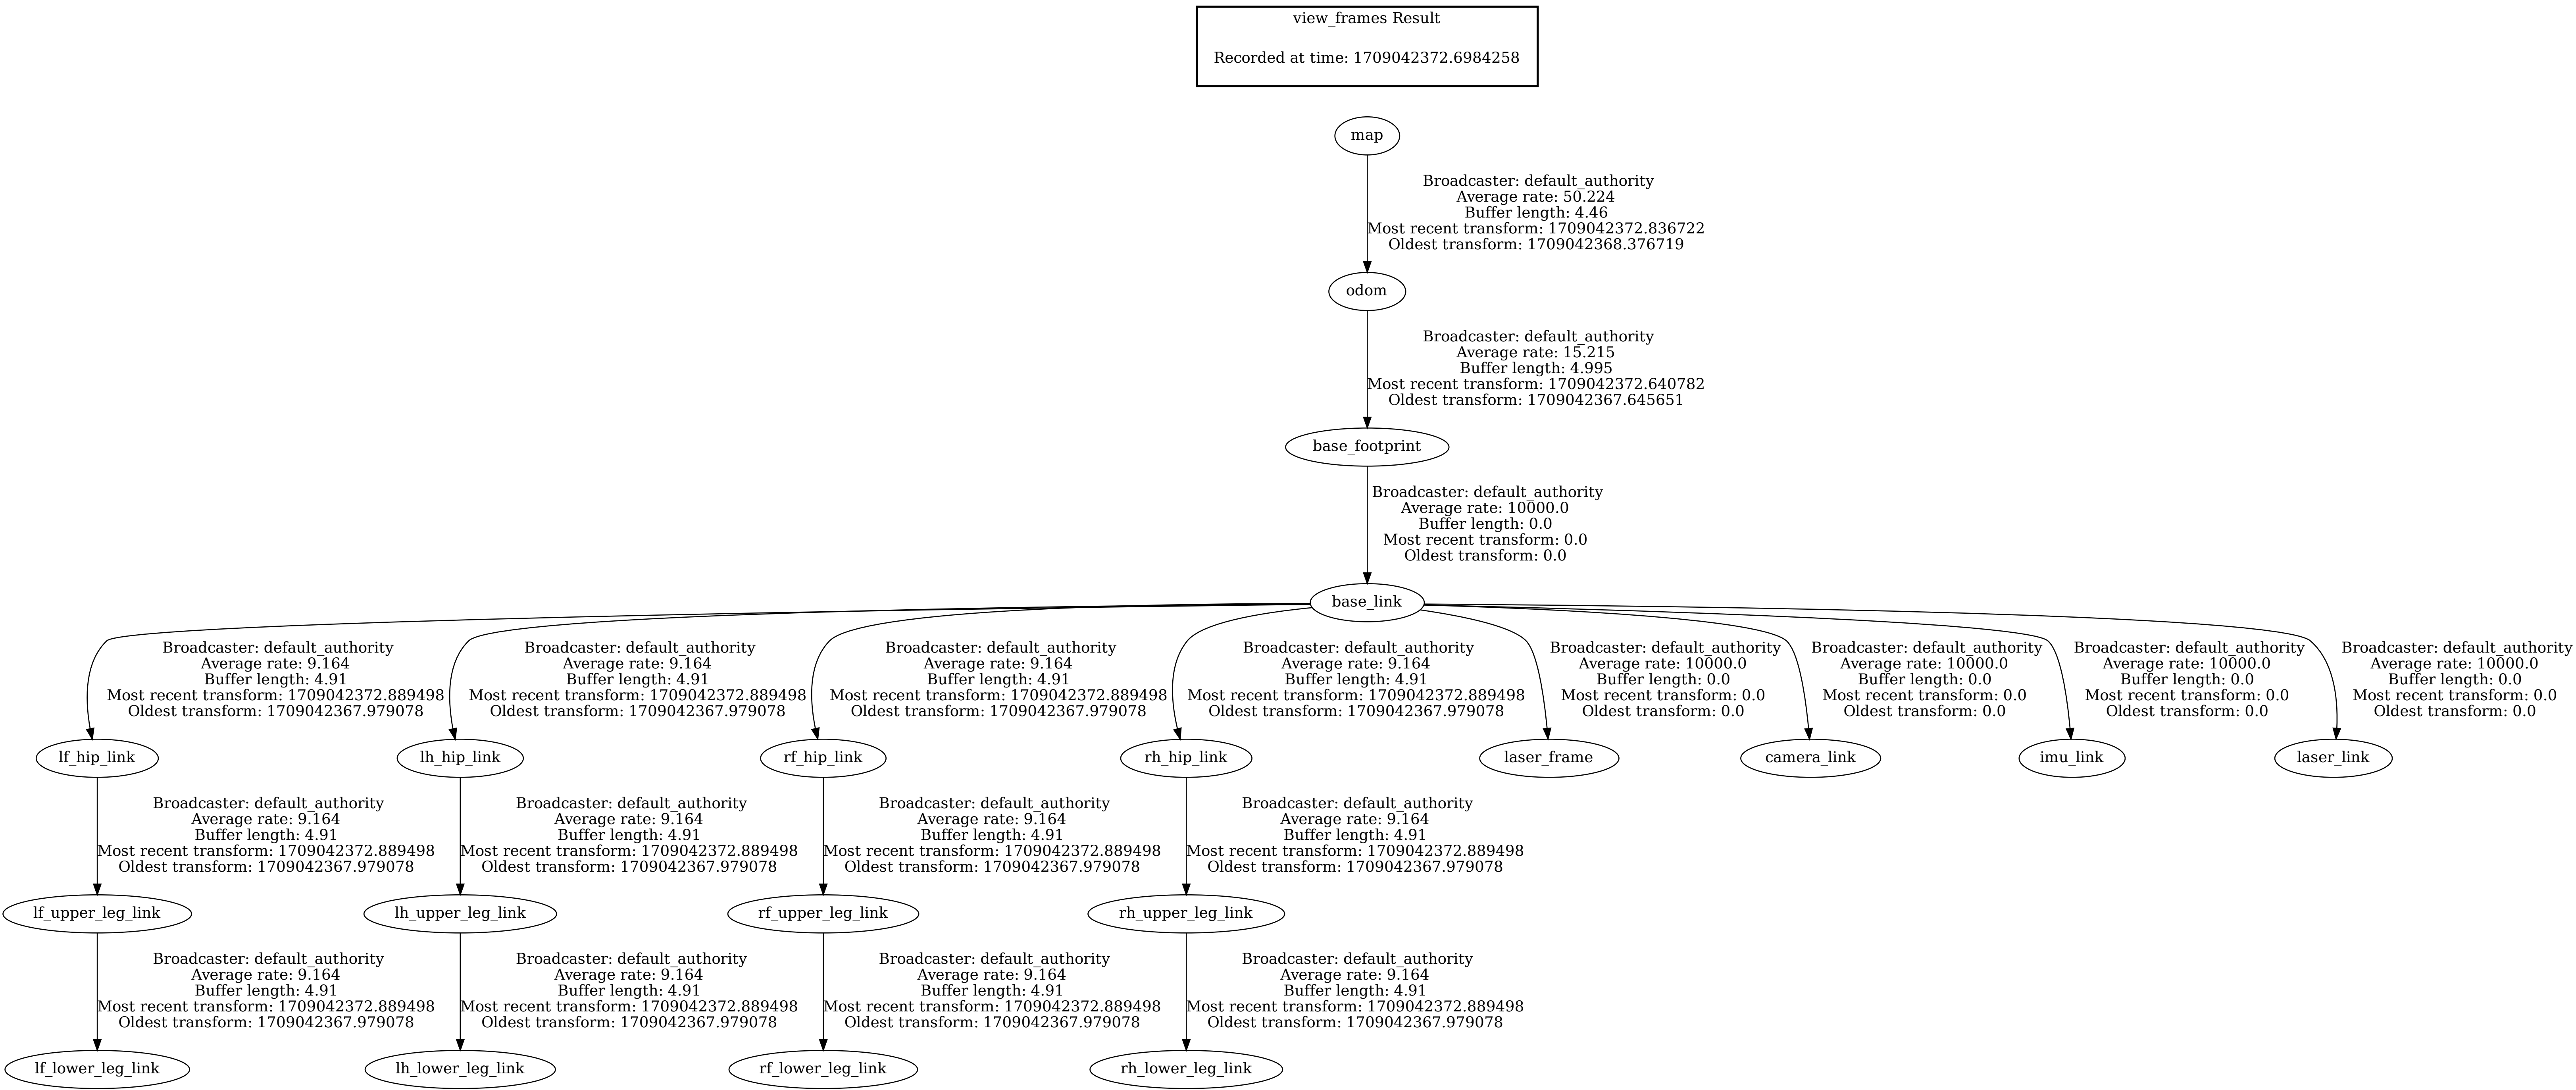 view_frames Result
Recorded at time: 1709042372.6984258
map
Broadcaster: default_authority
Average rate: 50.224
Buffer length: 4.46
Most recent transform: 1709042372.836722
Oldest transform: 1709042368.376719
odom
Broadcaster: default_authority
Average rate: 15.215
Buffer length: 4.995
Most recent transform: 1709042372.640782
Oldest transform: 1709042367.645651
base_footprint
Broadcaster: default_authority
Average rate: 10000.0
Buffer length: 0.0
Most recent transform: 0.0
Oldest transform: 0.0
base_link
Broadcaster: default_authority
Average rate: 9.164
Buffer length: 4.91
Most recent transform: 1709042372.889498
Oldest transform: 1709042367.979078
Broadcaster: default_authority
Average rate: 9.164
Buffer length: 4.91
Most recent transform: 1709042372.889498
Oldest transform: 1709042367.979078
Broadcaster: default_authority
Average rate: 9.164
Buffer length: 4.91
Most recent transform: 1709042372.889498
Oldest transform: 1709042367.979078
Broadcaster: default_authority
Average rate: 9.164
Buffer length: 4.91
Most recent transform: 1709042372.889498
Oldest transform: 1709042367.979078
Broadcaster: default_authority
Average rate: 10000.0
Buffer length: 0.0
Most recent transform: 0.0
Oldest transform: 0.0
Broadcaster: default_authority
Average rate: 10000.0
Buffer length: 0.0
Most recent transform: 0.0
Oldest transform: 0.0
Broadcaster: default_authority
Average rate: 10000.0
Buffer length: 0.0
Most recent transform: 0.0
Oldest transform: 0.0
Broadcaster: default_authority
Average rate: 10000.0
Buffer length: 0.0
Most recent transform: 0.0
Oldest transform: 0.0
lf_hip_link
lh_hip_link
rf_hip_link
rh_hip_link
laser_frame
camera_link
imu_link
laser_link
Broadcaster: default_authority
Average rate: 9.164
Buffer length: 4.91
Most recent transform: 1709042372.889498
Oldest transform: 1709042367.979078
Broadcaster: default_authority
Average rate: 9.164
Buffer length: 4.91
Most recent transform: 1709042372.889498
Oldest transform: 1709042367.979078
Broadcaster: default_authority
Average rate: 9.164
Buffer length: 4.91
Most recent transform: 1709042372.889498
Oldest transform: 1709042367.979078
Broadcaster: default_authority
Average rate: 9.164
Buffer length: 4.91
Most recent transform: 1709042372.889498
Oldest transform: 1709042367.979078
lf_upper_leg_link
lh_upper_leg_link
rf_upper_leg_link
rh_upper_leg_link
Broadcaster: default_authority
Average rate: 9.164
Buffer length: 4.91
Most recent transform: 1709042372.889498
Oldest transform: 1709042367.979078
Broadcaster: default_authority
Average rate: 9.164
Buffer length: 4.91
Most recent transform: 1709042372.889498
Oldest transform: 1709042367.979078
Broadcaster: default_authority
Average rate: 9.164
Buffer length: 4.91
Most recent transform: 1709042372.889498
Oldest transform: 1709042367.979078
Broadcaster: default_authority
Average rate: 9.164
Buffer length: 4.91
Most recent transform: 1709042372.889498
Oldest transform: 1709042367.979078
lf_lower_leg_link
lh_lower_leg_link
rf_lower_leg_link
rh_lower_leg_link